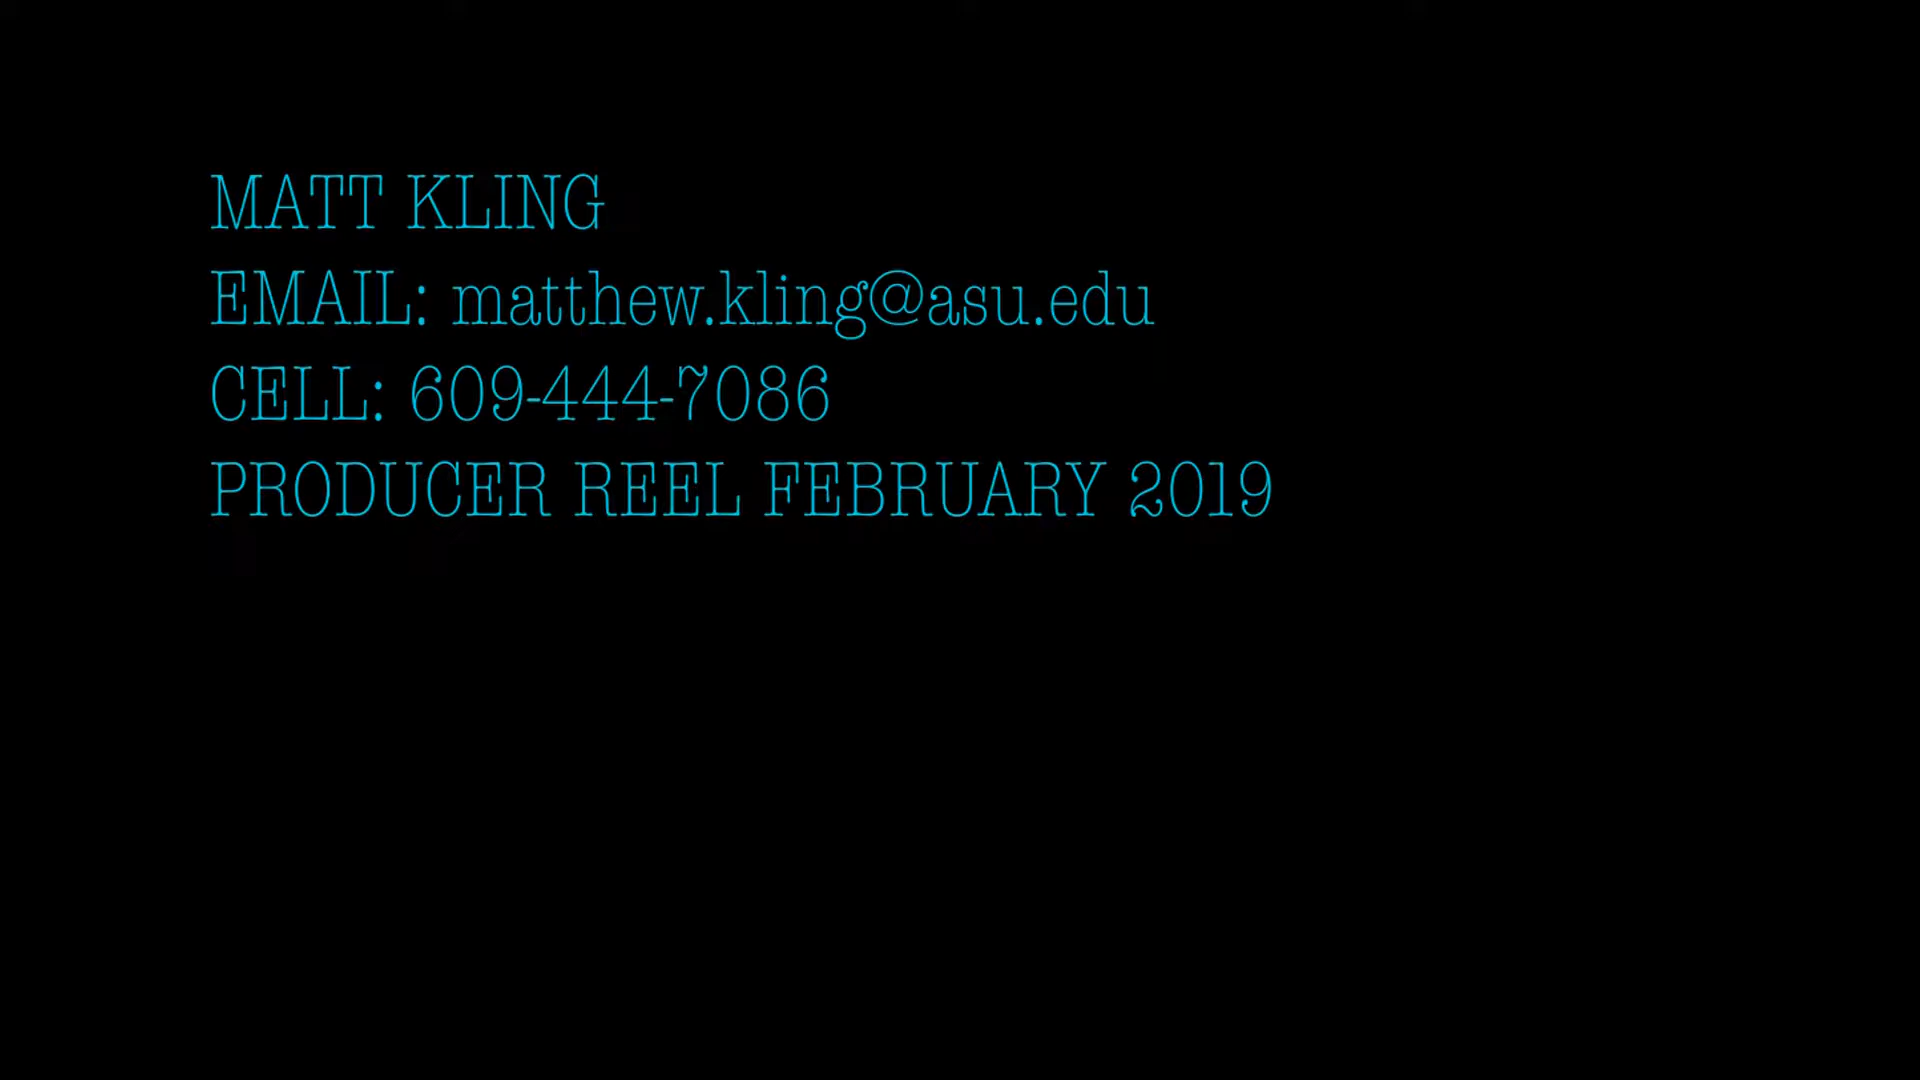 MATT KLING
EMAIL: matthew.kling@asu.edu
CELL: 609-444-7086
PRODUCER REEL FEBRUARY 2019